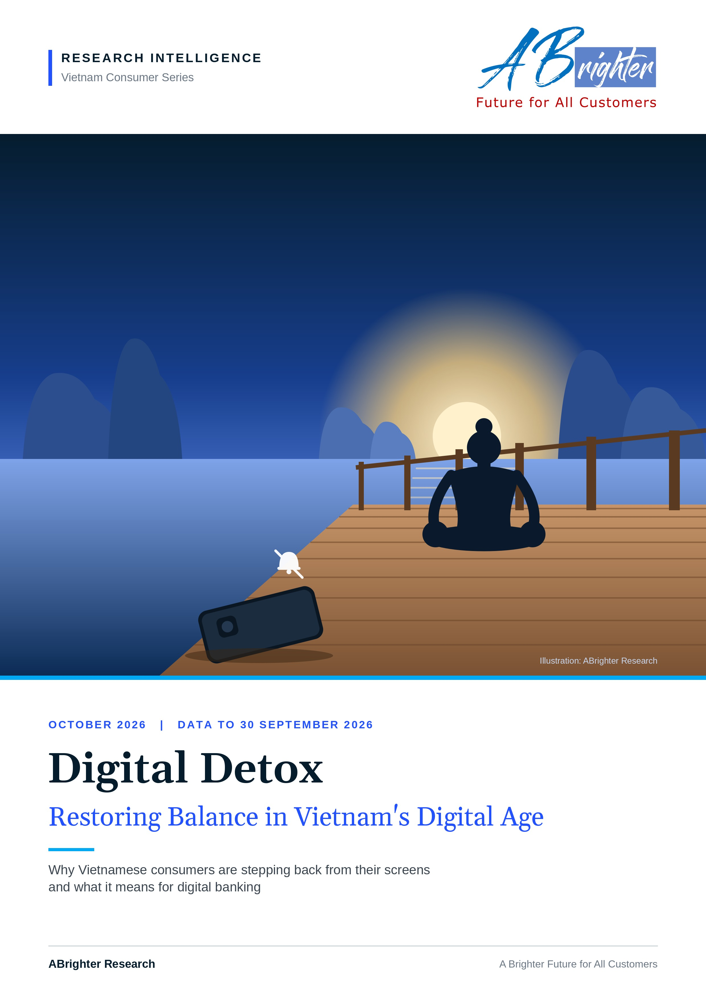 RESEARCH INTELLIGENCE
Vietnam Consumer Series
ABrighter
Future for All Customers
Illustration: ABrighter Research
OCTOBER 2026 | DATA TO 30 SEPTEMBER 2026
Digital Detox
Restoring Balance in Vietnam's Digital Age
Why Vietnamese consumers are stepping back from their screens
and what it means for digital banking
ABrighter Research
A Brighter Future for All Customers